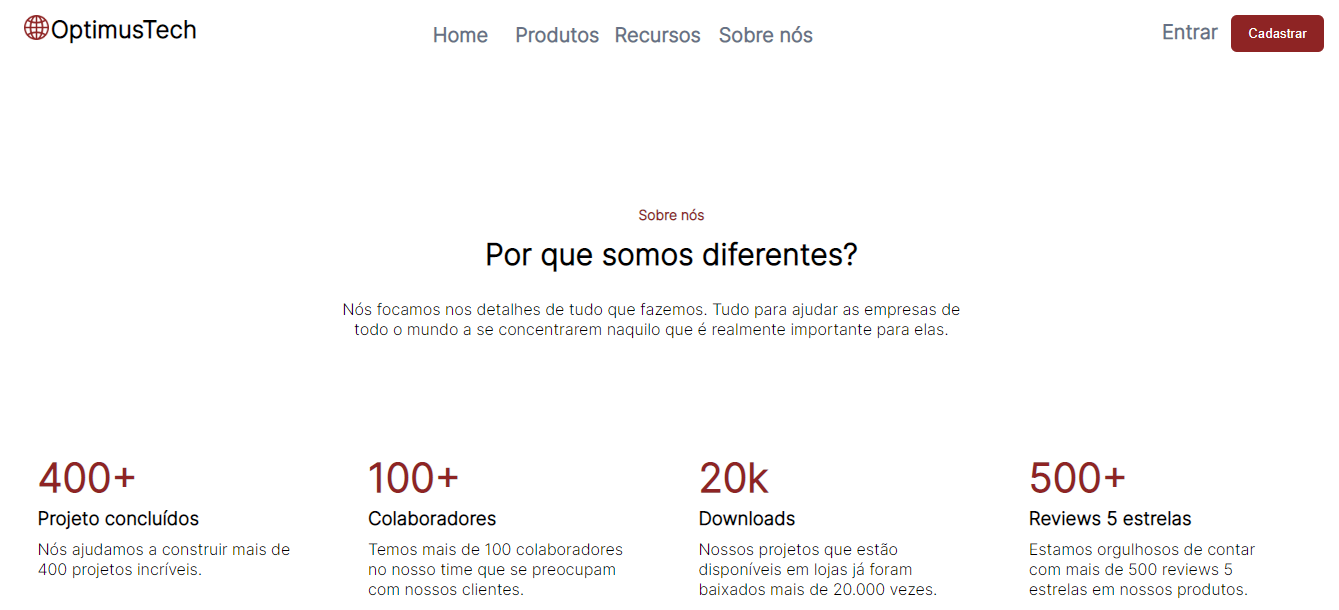 OptimusTech
Home Produtos Recursos Sobre nós
Entrar Cadastrar
Sobre nós
Por que somos diferentes?
Nós focamos nos detalhes de tudo que fazemos. Tudo para ajudar as empresas de
todo o mundo a se concentrarem naquilo que é realmente importante para elas.
400+
Projeto concluídos
Nós ajudamos a construir mais de
400 projetos incríveis.
100+
Colaboradores
Temos mais de 100 colaboradores
no nosso time que se preocupam
com nossos clientes.
20k
Downloads
Nossos projetos que estão
disponíveis em lojas já foram
baixados mais de 20.000 vezes.
500+
Reviews 5 estrelas
Estamos orgulhosos de contar
com mais de 500 reviews 5
estrelas em nossos produtos.